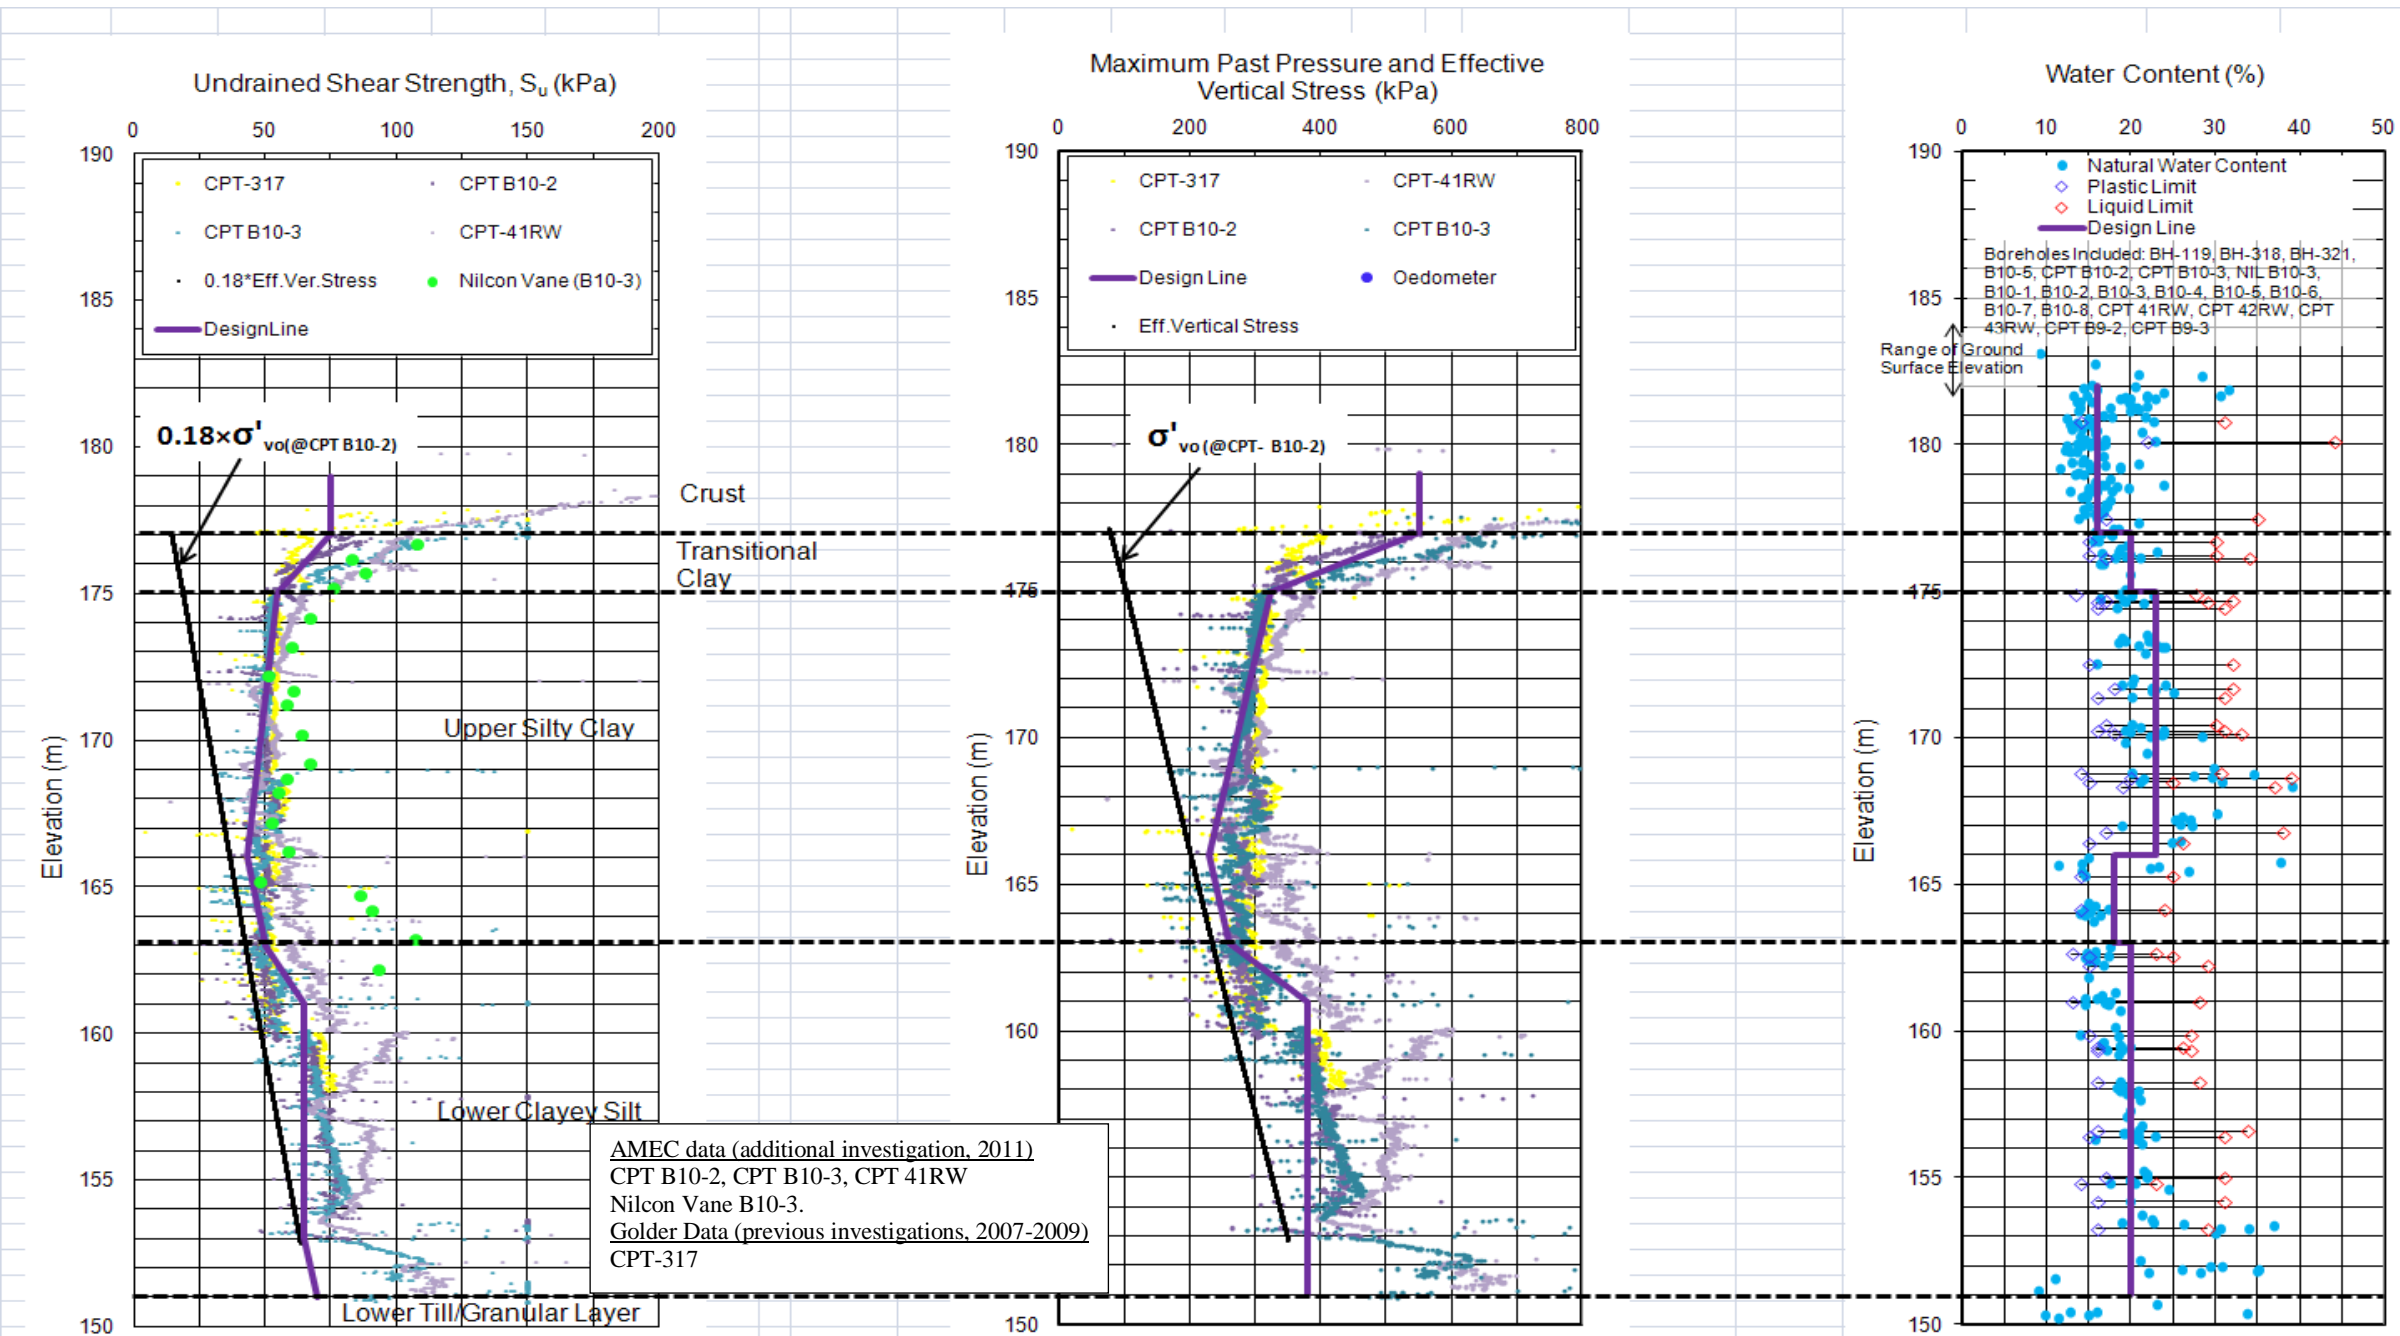 Undrained Shear Strength, Su (kPa)
0 50 100 150 200
190
185
180
175
170
165
160
155
150
Elevation (m)
CPT-317
CPT B10-2
CPT B10-3
CPT-41RW
0.18*Eff.Ver.Stress
Nilcon Vane (B10-3)
DesignLine
0.18×σ'vo(@CPT B10-2)
Crust
Transitional
Clay
Upper Silty Clay
Lower Clayey Silt
Lower Till/Granular Layer
AMEC data (additional investigation, 2011)
CPT B10-2, CPT B10-3, CPT 41RW
Nilcon Vane B10-3.
Golder Data (previous investigations, 2007-2009)
CPT-317
Maximum Past Pressure and Effective
Vertical Stress (kPa)
0 200 400 600 800
190
185
180
175
170
165
160
155
150
Elevation (m)
CPT-317
CPT-41RW
CPT B10-2
CPT B10-3
Design Line
Oedometer
Eff.Vertical Stress
σ'vo (@CPT- B10-2)
Water Content (%)
0 10 20 30 40 50
190
185
180
175
170
165
160
155
150
Elevation (m)
Natural Water Content
Plastic Limit
Liquid Limit
Design Line
Boreholes Included: BH-119, BH-318, BH-321,
B10-5, CPT B10-2, CPT B10-3, NIL B10-3,
B10-1, B10-2, B10-3, B10-4, B10-5, B10-6,
B10-7, B10-8, CPT 41RW, CPT 42RW, CPT
43RW, CPT B9-2, CPT B9-3
Range of Ground
Surface Elevation